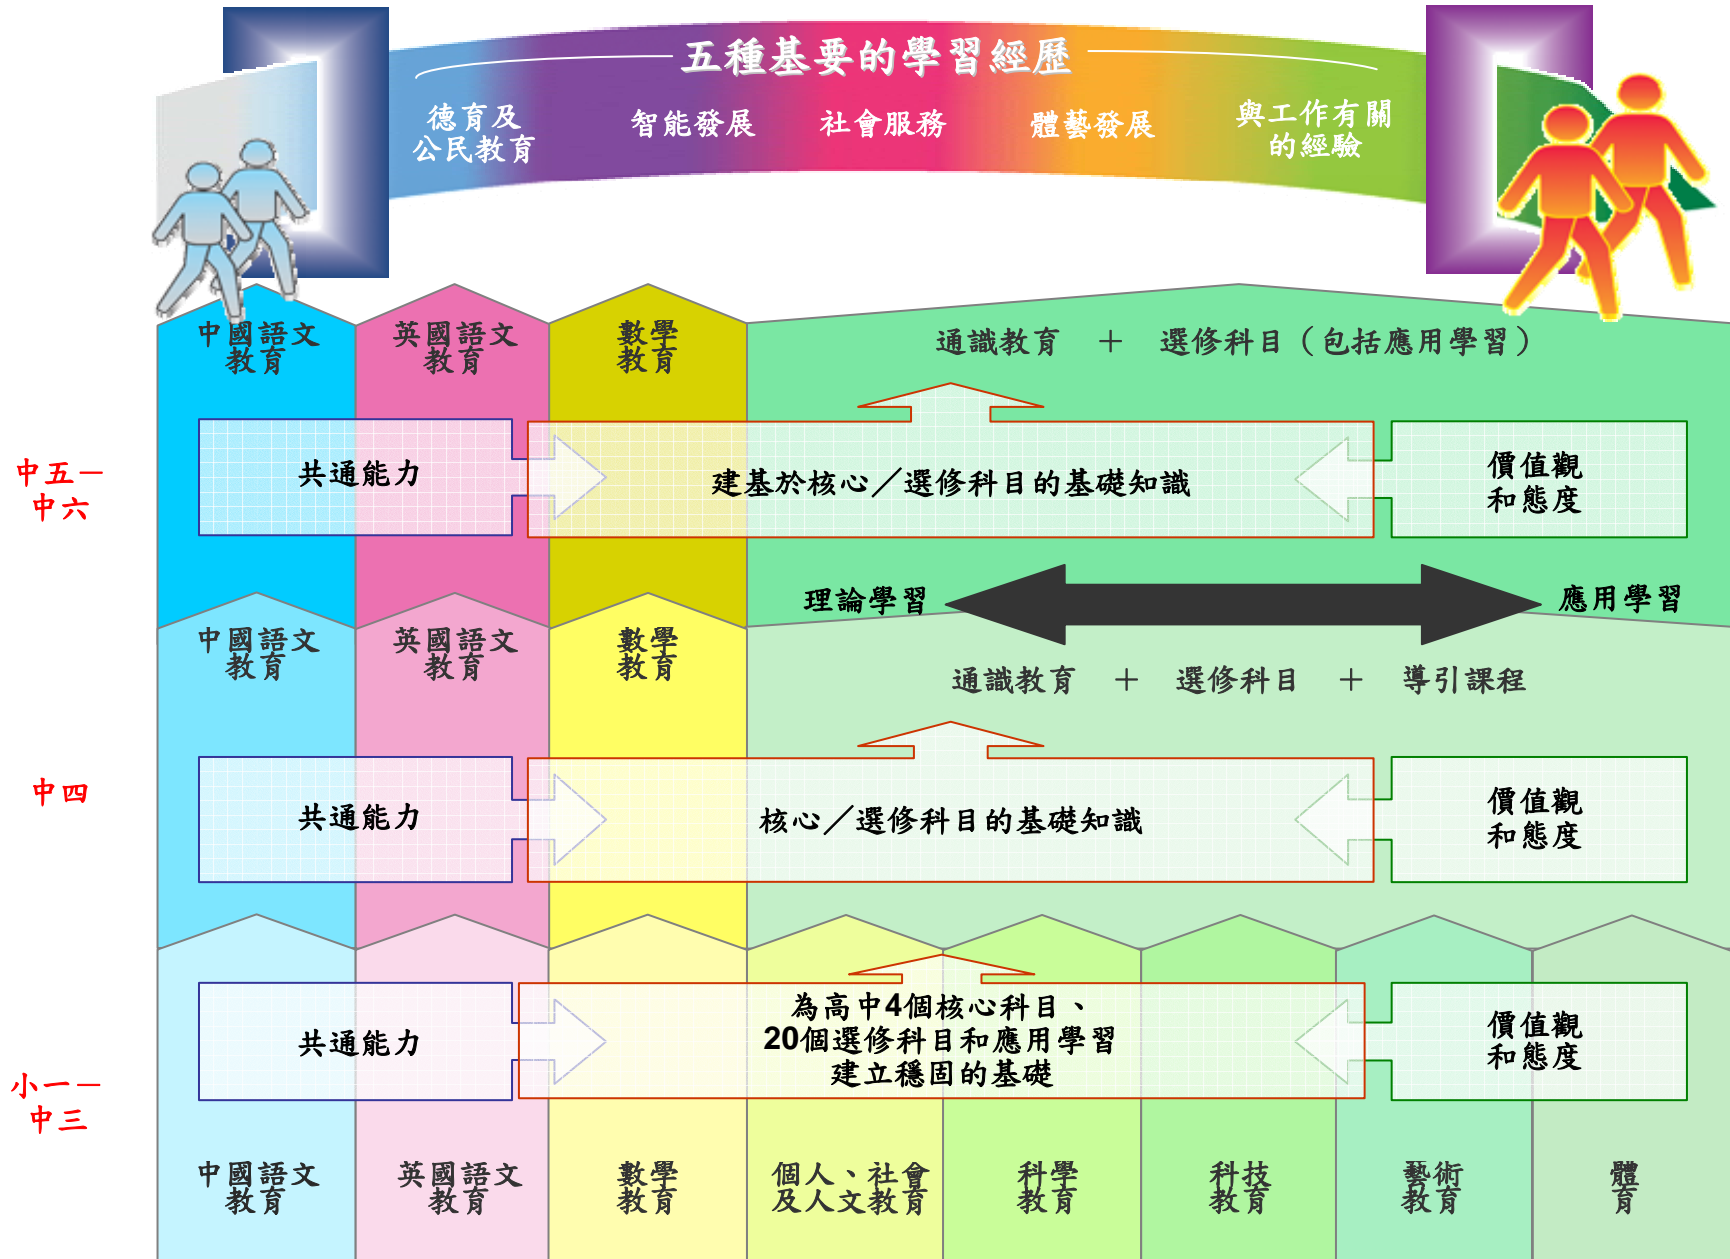 五種基要的學習經歷
德育及
公民教育
智能發展
社會服務
體藝發展
與工作有關
的經驗
中國語文
教育
英國語文
教育
數學
教育
通識教育 + 選修科目（包括應用學習）
中五－
中六
共通能力
建基於核心／選修科目的基礎知識
價值觀
和態度
理論學習
應用學習
中國語文
教育
英國語文
教育
數學
教育
通識教育 + 選修科目 + 導引課程
中四
共通能力
核心／選修科目的基礎知識
價值觀
和態度
小一－
中三
共通能力
為高中4個核心科目、
20個選修科目和應用學習
建立穩固的基礎
價值觀
和態度
中國語文
教育
英國語文
教育
數學
教育
個人、社會
及人文教育
科學
教育
科技
教育
藝術
教育
體
育